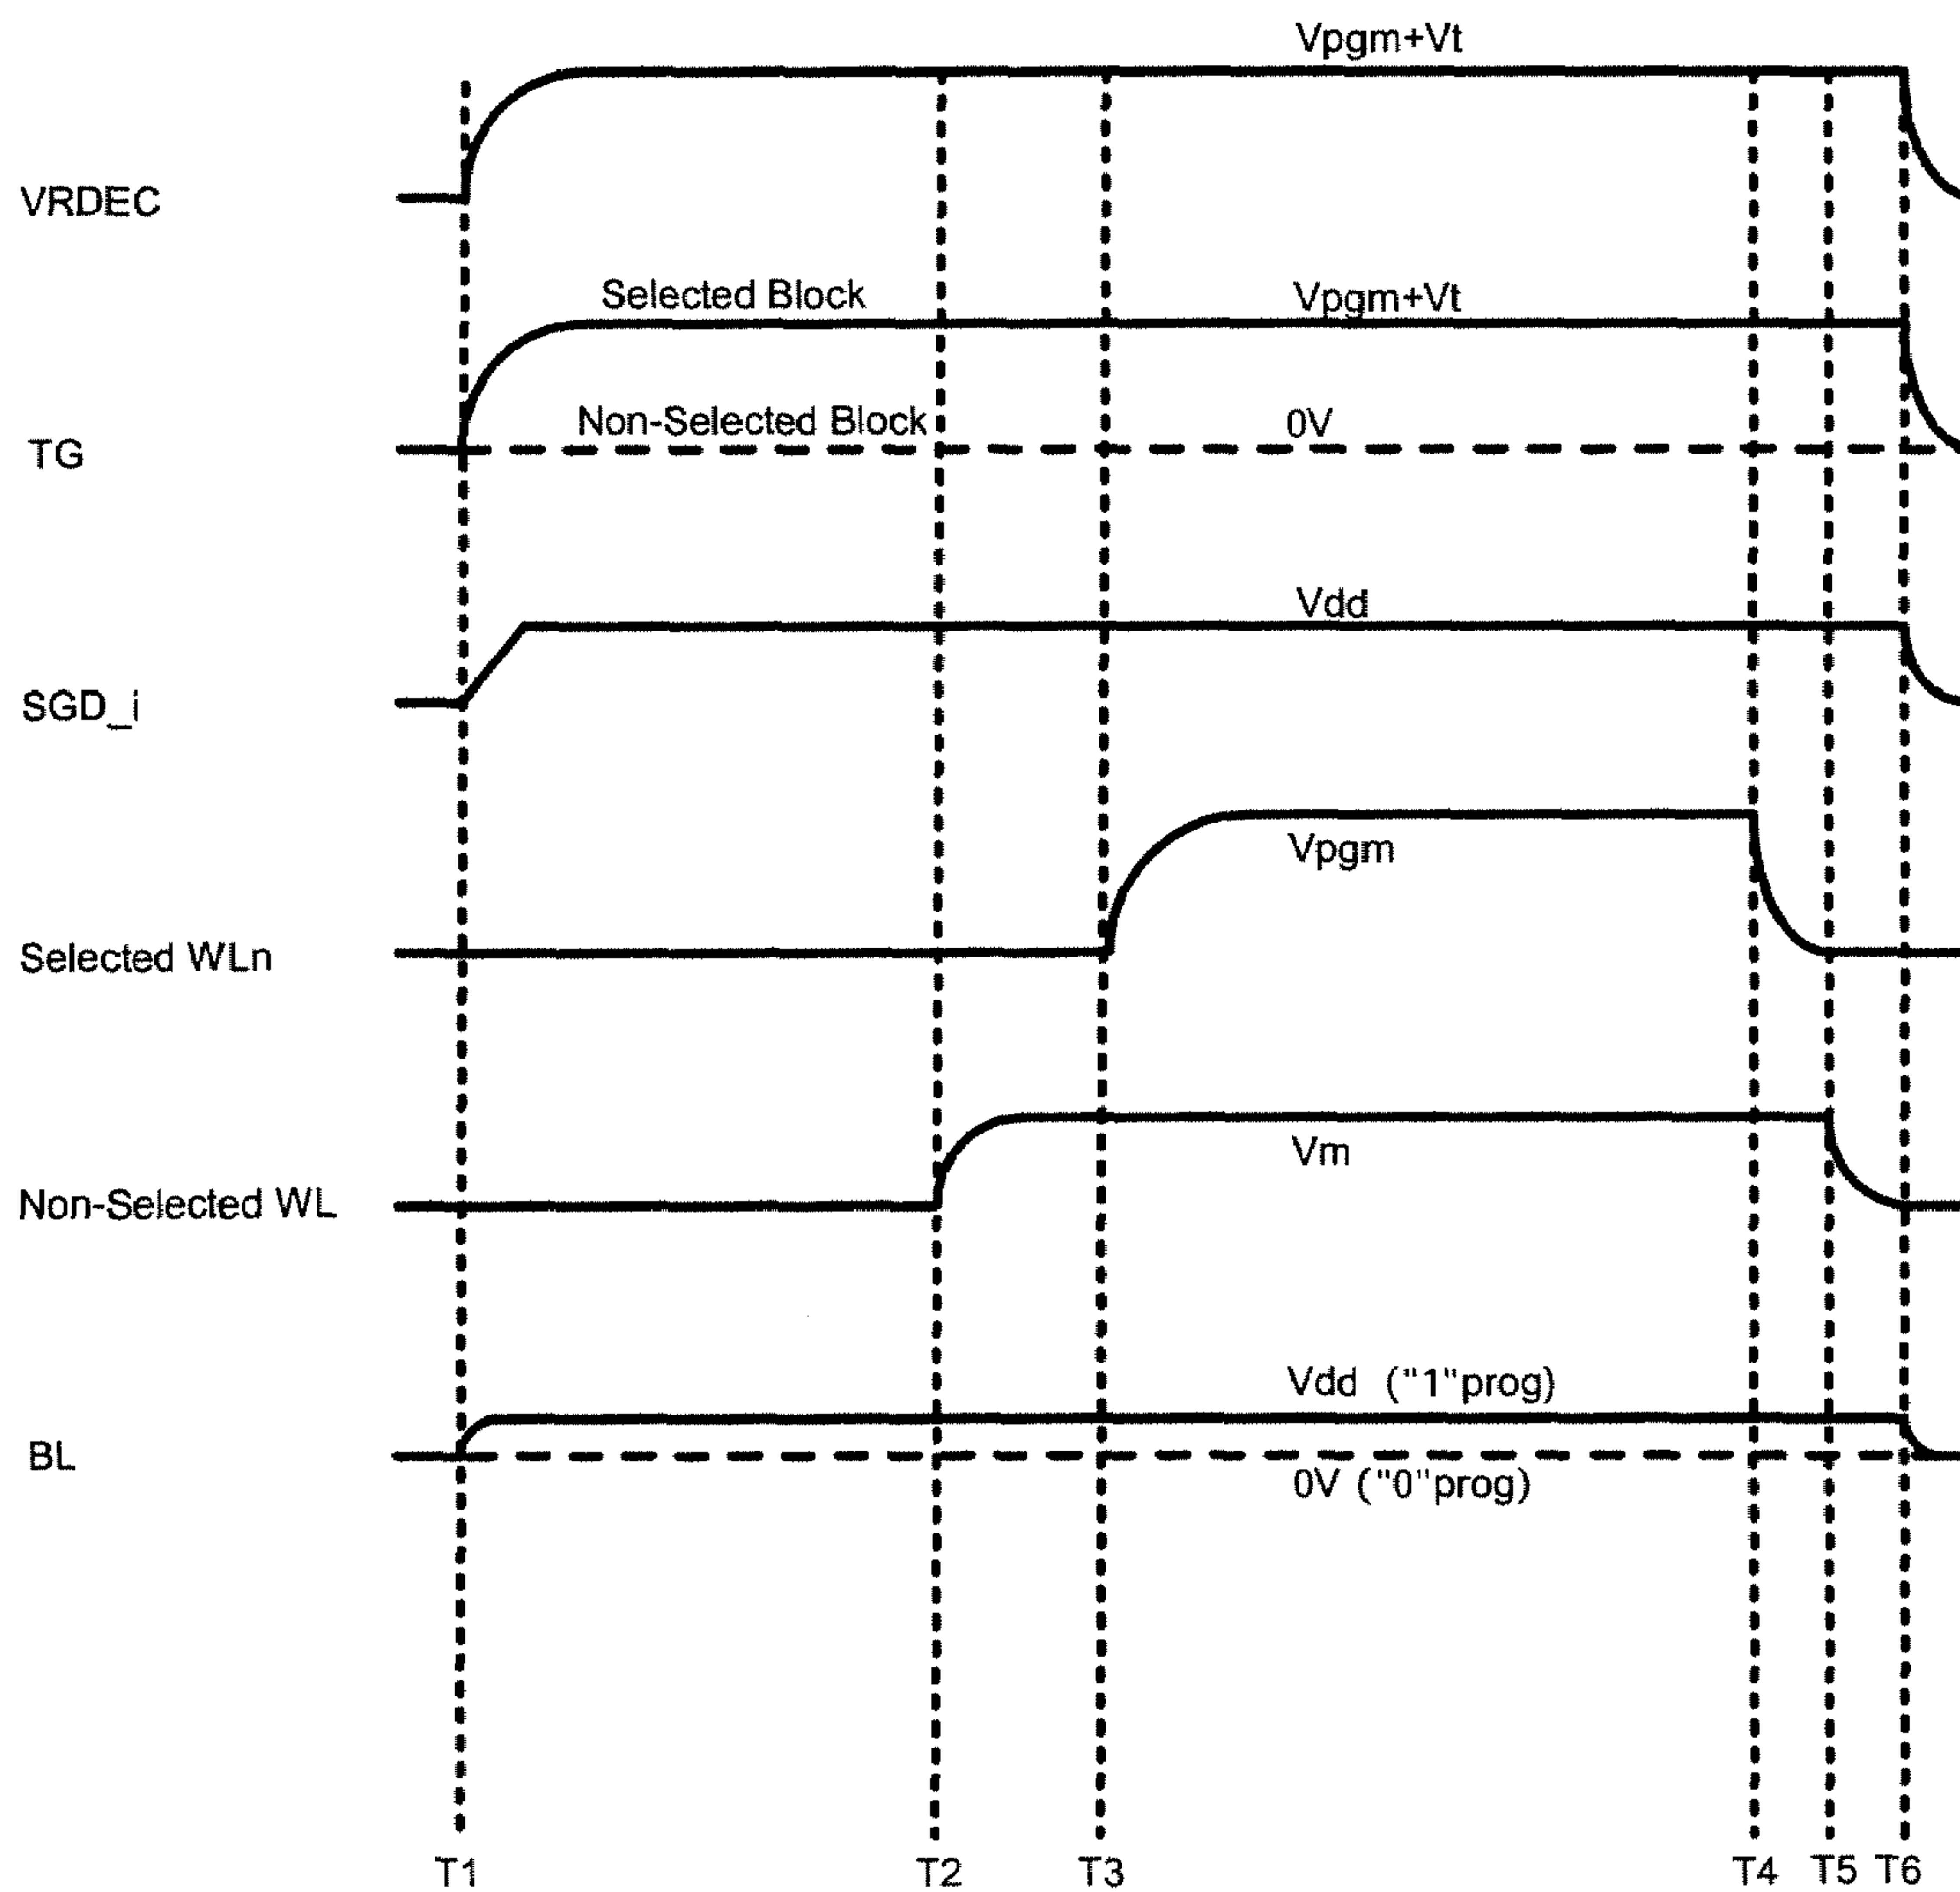 Vpgm+Vt
VRDEC
Selected Block
Vpgm+Vt
Non-Selected Block
0V
TG
Vdd
SGD_i
Vpgm
Selected WLn
Vm
Non-Selected WL
Vdd ("1"prog)
BL
0V ("0"prog)
T1 T2 T3 T4 T5 T6